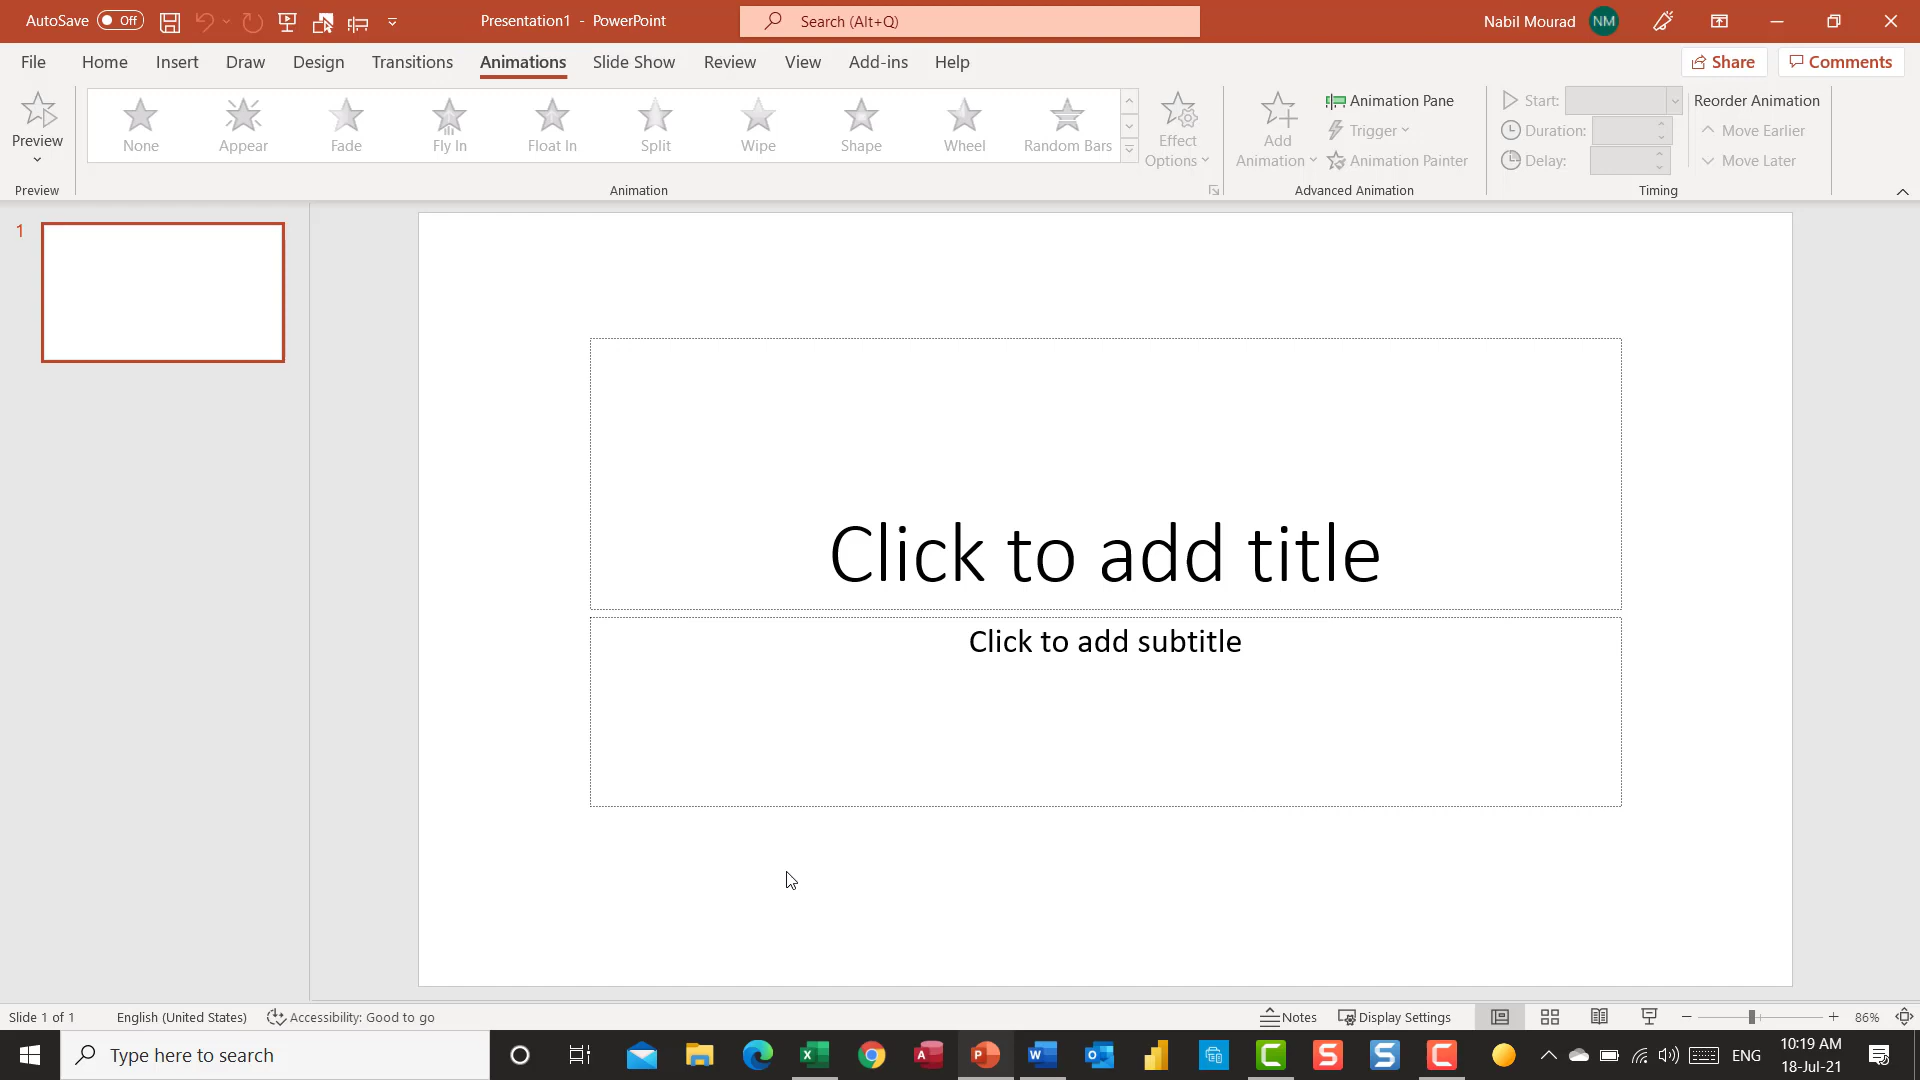 AutoSave Off Presentation1 - PowerPoint Search (Alt+Q) Nabil Mourad NM
File Home Insert Draw Design Transitions Animations Slide Show Review View Add-ins Help Share Comments
Preview
None Appear Fade Fly In Float In Split Wipe Shape Wheel Random Bars
Effect
Options
Add
Animation
Animation Pane
Trigger
Animation Painter
Start:
Duration:
Delay:
Reorder Animation
Move Earlier
Move Later
Preview Animation Advanced Animation Timing
1
Click to add title
Click to add subtitle
Slide 1 of 1 English (United States) Accessibility: Good to go Notes Display Settings 86%
Type here to search
ENG
10:19 AM
18-Jul-21